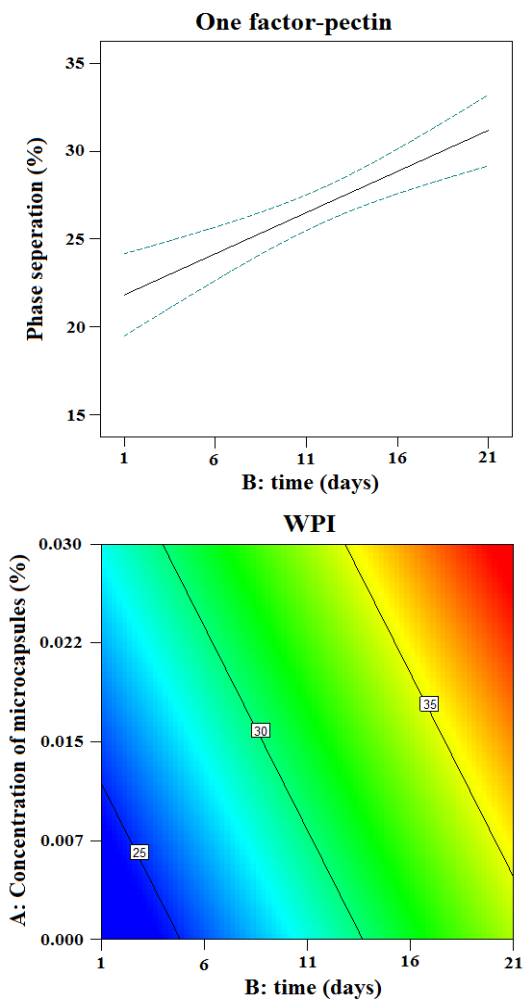 One factor-pectin
35
30
25
20
15
Phase seperation (%)
1 6 11 16 21
B: time (days)
WPI
0.030
0.022
0.015
0.007
0.000
A: Concentration of microcapsules (%)
35
30
25
1 6 11 16 21
B: time (days)